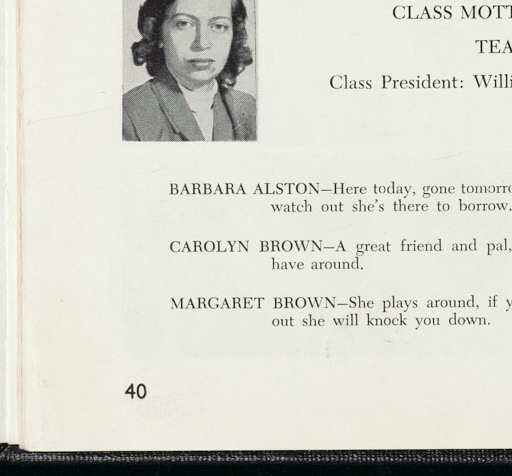 CLASS MOTT
TEA
Class President: Willi
BARBARA ALSTON—Here today, gone tomorro
watch out she's there to borrow.
CAROLYN BROWN—A great friend and pal,
have around.
MARGARET BROWN—She plays around, if y
out she will knock you down.
40